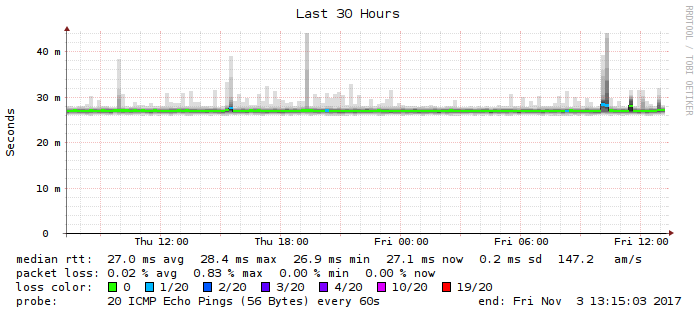 Last 30 Hours
RRDTOOL / TOBI OETIKER
Seconds
40 m
30 m
20 m
10 m
0
Thu 12:00 Thu 18:00 Fri 00:00 Fri 06:00 Fri 12:00
median rtt: 27.0 ms avg 28.4 ms max 26.9 ms min 27.1 ms now 0.2 ms sd 147.2 am/s
packet loss: 0.02 % avg 0.83 % max 0.00 % min 0.00 % now
loss color: 0 1/20 2/20 3/20 4/20 10/20 19/20
probe: 20 ICMP Echo Pings (56 Bytes) every 60s end: Fri Nov 3 13:15:03 2017